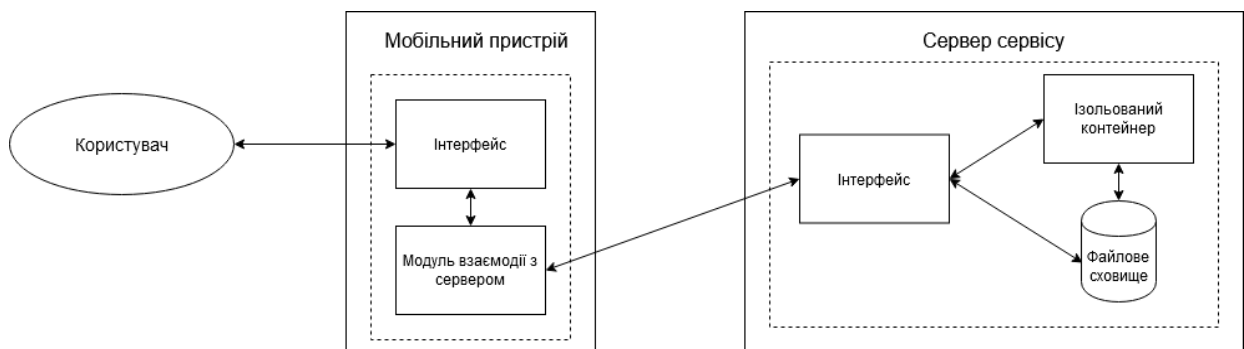 Мобільний пристрій
Сервер сервісу
Користувач
Інтерфейс
Модуль взаємодії з
сервером
Інтерфейс
Ізольований
контейнер
Файлове
сховище